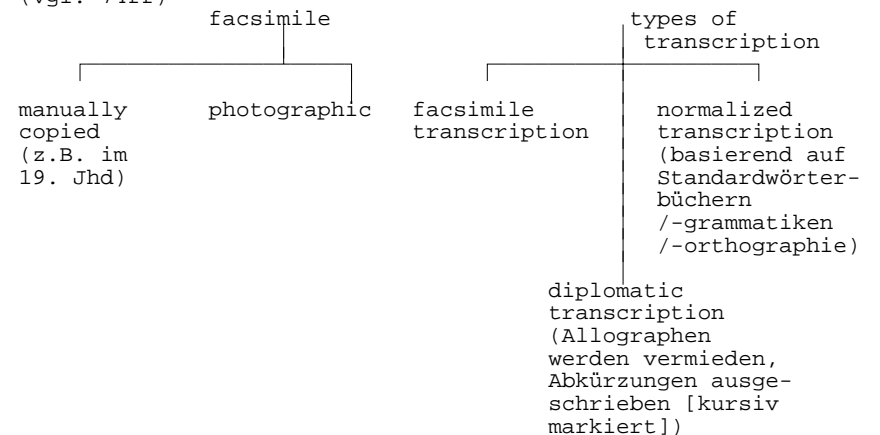 (vgl.
facsimile
types of
transcription
manually
copied
(z.B. im
19. Jhd)
photographic
facsimile
transcription
normalized
transcription
(basierend auf
Standardwörter-
büchern
/-grammatiken
/-orthographie)
diplomatic
transcription
(Allographen
werden vermieden,
Abkürzungen ausge-
schrieben [kursiv
markiert])